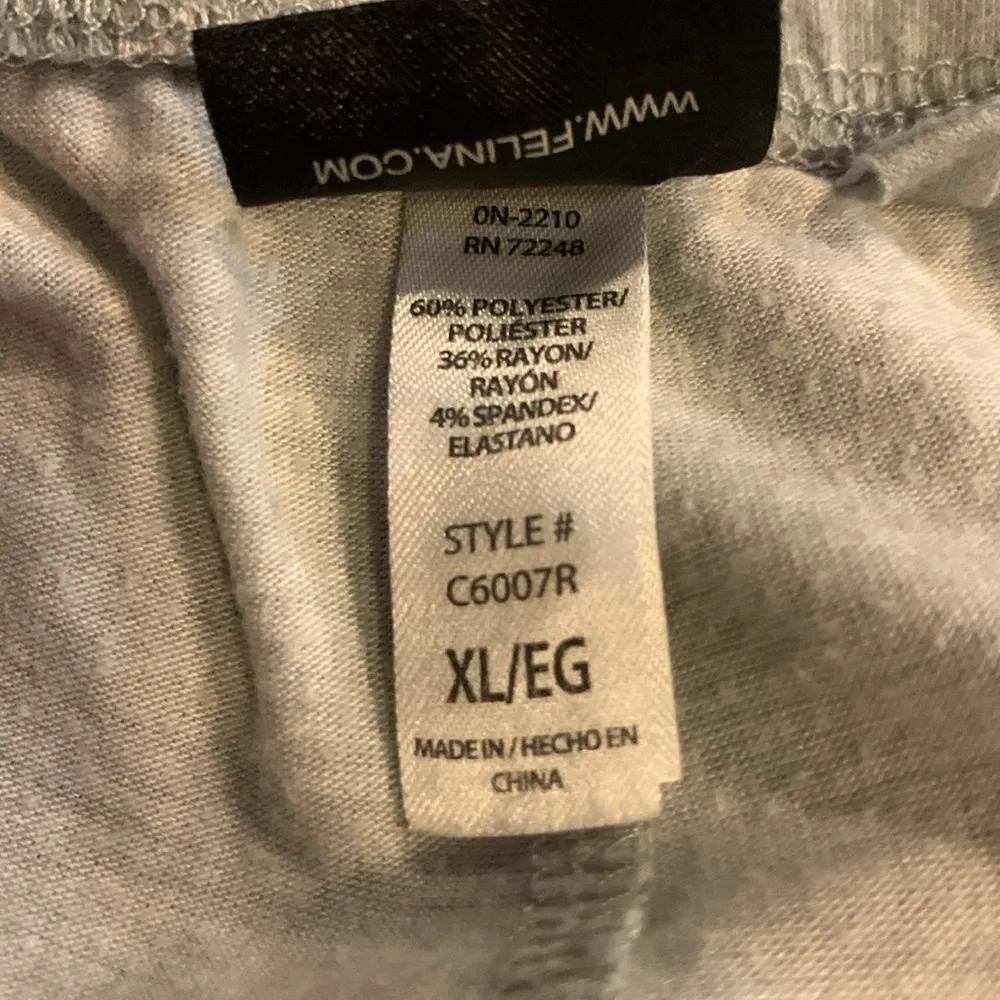 WWW.FELINA.COM
0N-2210
RN 72248
60% POLYESTER/
POLIÉSTER
36% RAYON/
RAYÓN
4% SPANDEX/
ELASTANO
STYLE #
C6007R
XL/EG
MADE IN / HECHO EN
CHINA